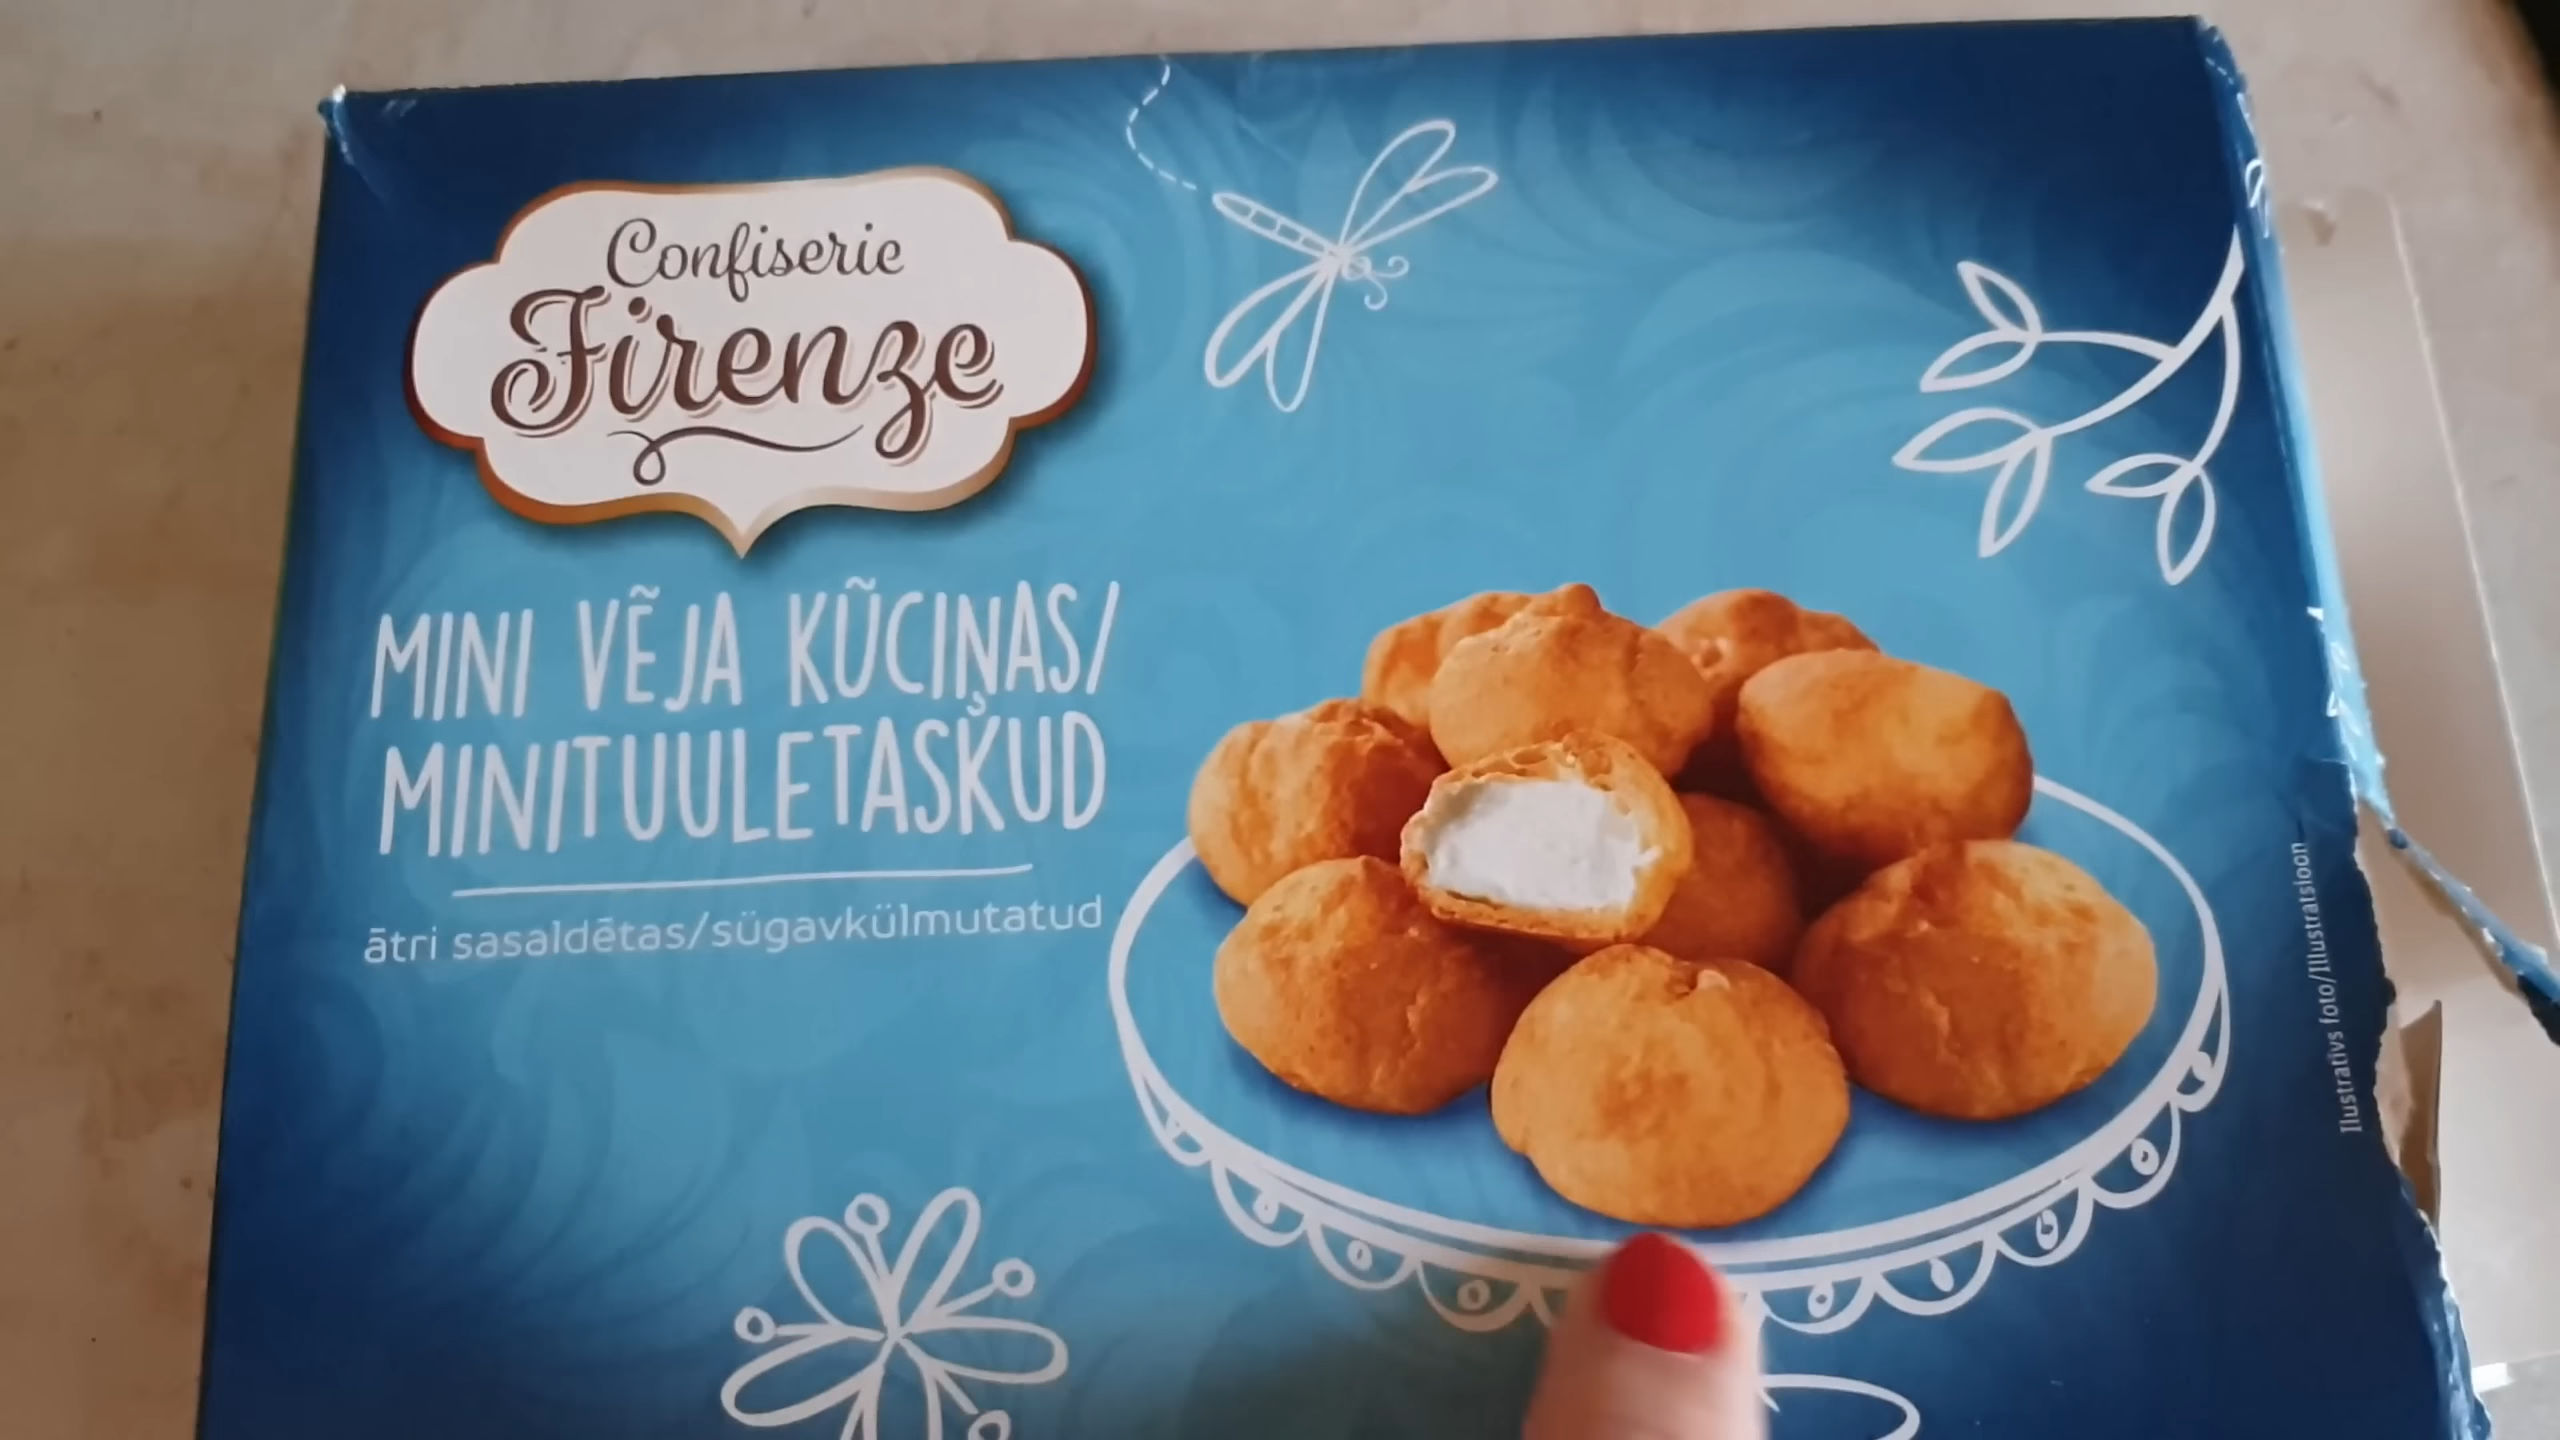 Confiserie
Firenze
MINI VĒJA KŪCIŅAS/
MINITUULETASKUD
ātri sasaldētas/sügavkülmutatud
Ilustratīvs foto/Illustratsioon